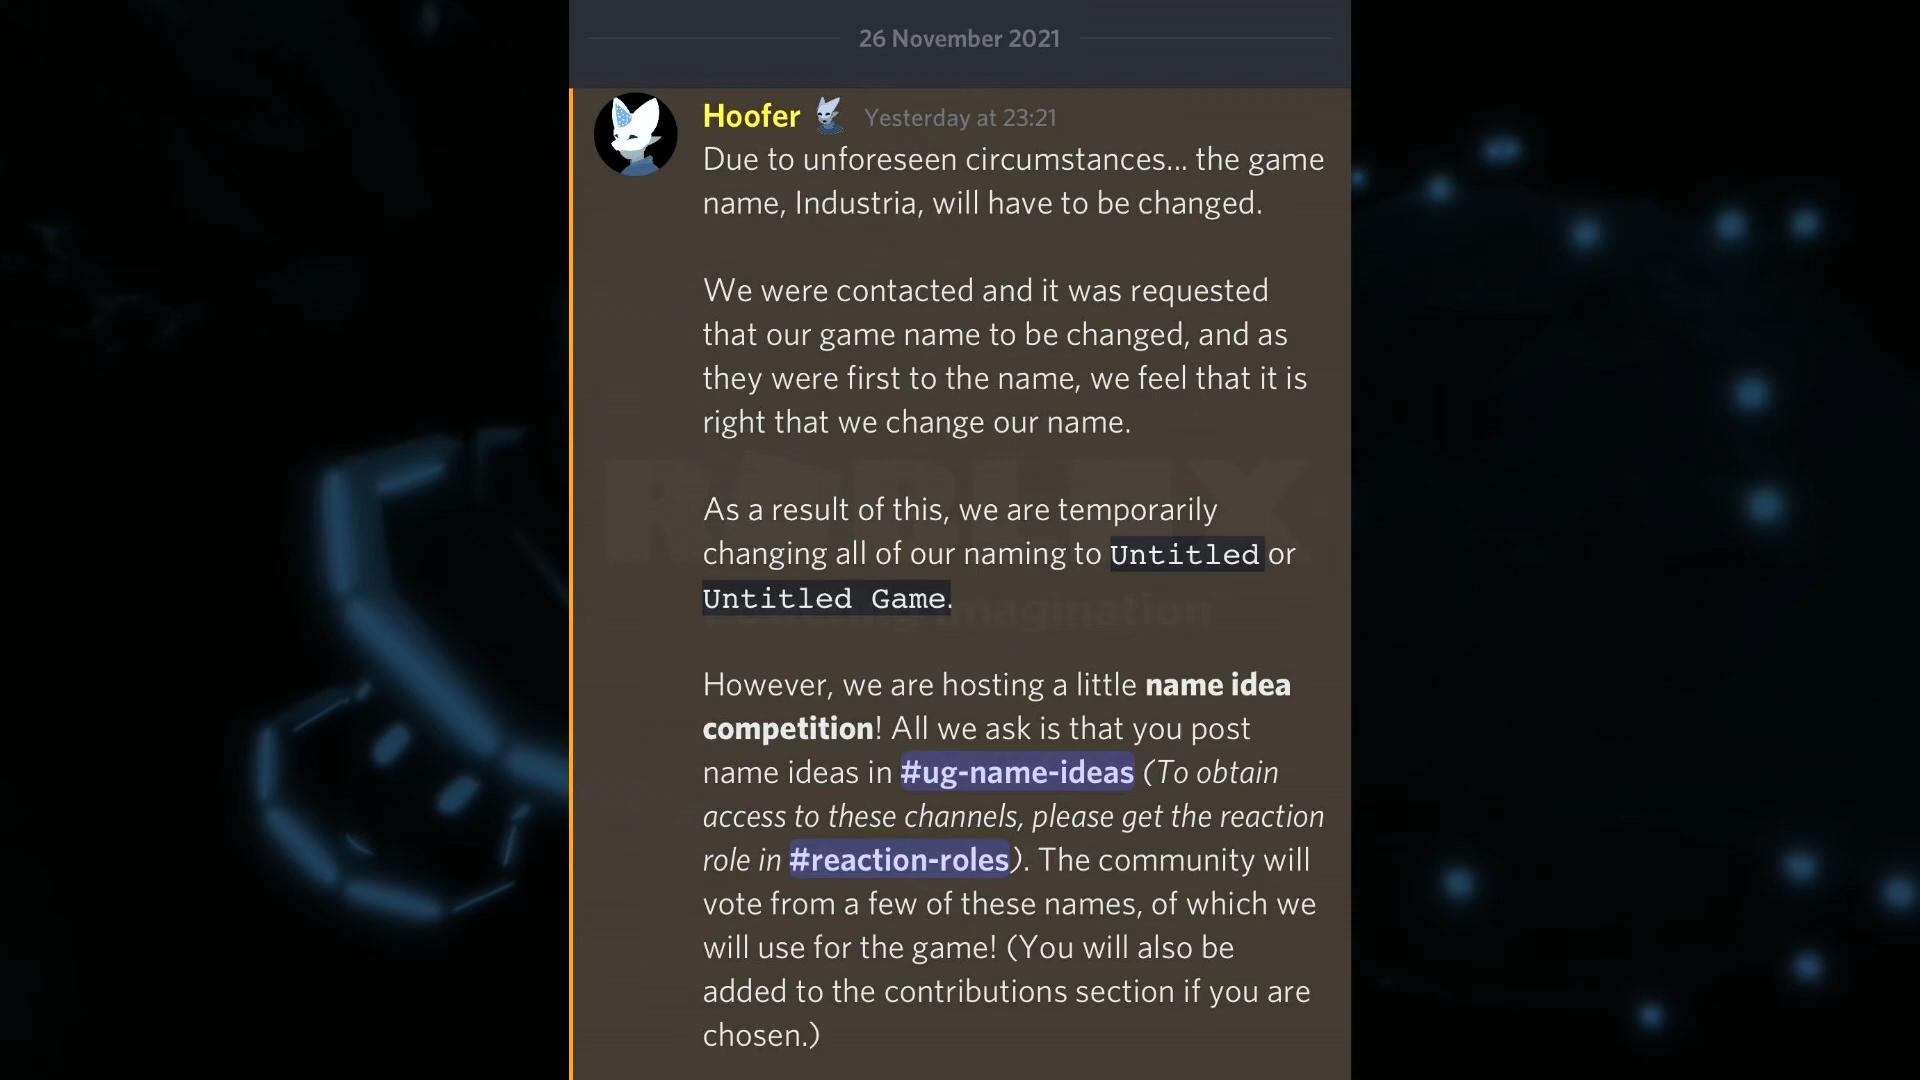 26 November 2021
Hoofer Yesterday at 23:21
Due to unforeseen circumstances... the game
name, Industria, will have to be changed.
We were contacted and it was requested
that our game name to be changed, and as
they were first to the name, we feel that it is
right that we change our name.
ROBLOX
As a result of this, we are temporarily
changing all of our naming to Untitled or
Untitled Game.
Imagination
However, we are hosting a little name idea
competition! All we ask is that you post
name ideas in #ug-name-ideas (To obtain
access to these channels, please get the reaction
role in #reaction-roles). The community will
vote from a few of these names, of which we
will use for the game! (You will also be
added to the contributions section if you are
chosen.)